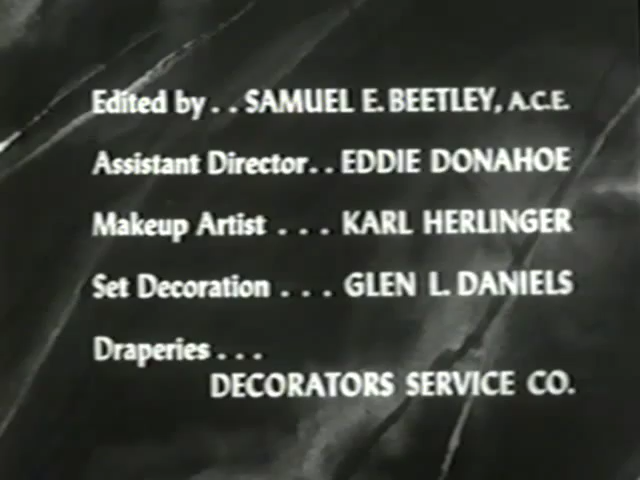 Edited by . . SAMUEL E. BEETLEY, A.C.E.
Assistant Director . . EDDIE DONAHOE
Makeup Artist . . . KARL HERLINGER
Set Decoration . . . GLEN L. DANIELS
Draperies . . .
DECORATORS SERVICE CO.